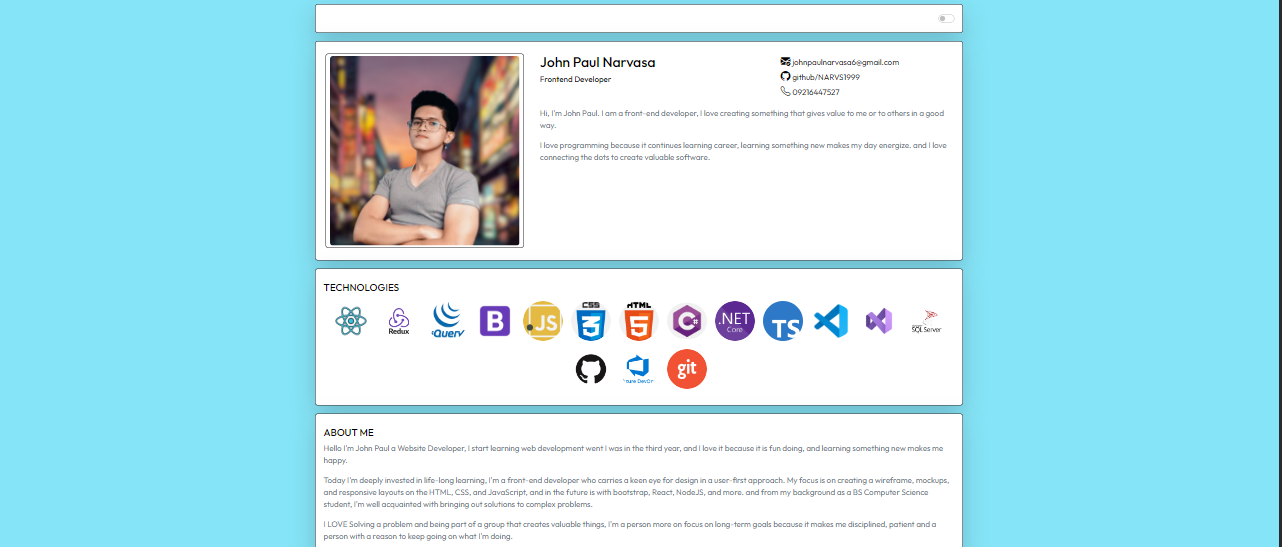 John Paul Narvasa
Frontend Developer
johnpaulnarvasa6@gmail.com
github/NARVS1999
09216447527
Hi, I'm John Paul. I am a front-end developer, I love creating something that gives value to me or to others in a good
way.
I love programming because it continues learning career, learning something new makes my day energize. and I love
connecting the dots to create valuable software.
TECHNOLOGIES
Redux
jQuery
B
JS
CSS
3
HTML
5
C#
.NET
Core
TS
SQL Server
git
ABOUT ME
Hello I'm John Paul a Website Developer, I start learning web development went I was in the third year, and I love it because it is fun doing, and learning something new makes me
happy.
Today I'm deeply invested in life-long learning, I'm a front-end developer who carries a keen eye for design in a user-first approach. My focus is on creating a wireframe, mockups,
and responsive layouts on the HTML, CSS, and JavaScript, and in the future is with bootstrap, React, NodeJS, and more. and from my background as a BS Computer Science
student, I'm well acquainted with bringing out solutions to complex problems.
I LOVE Solving a problem and being part of a group that creates valuable things, I'm a person more on focus on long-term goals because it makes me disciplined, patient and a
person with a reason to keep going on what I'm doing.